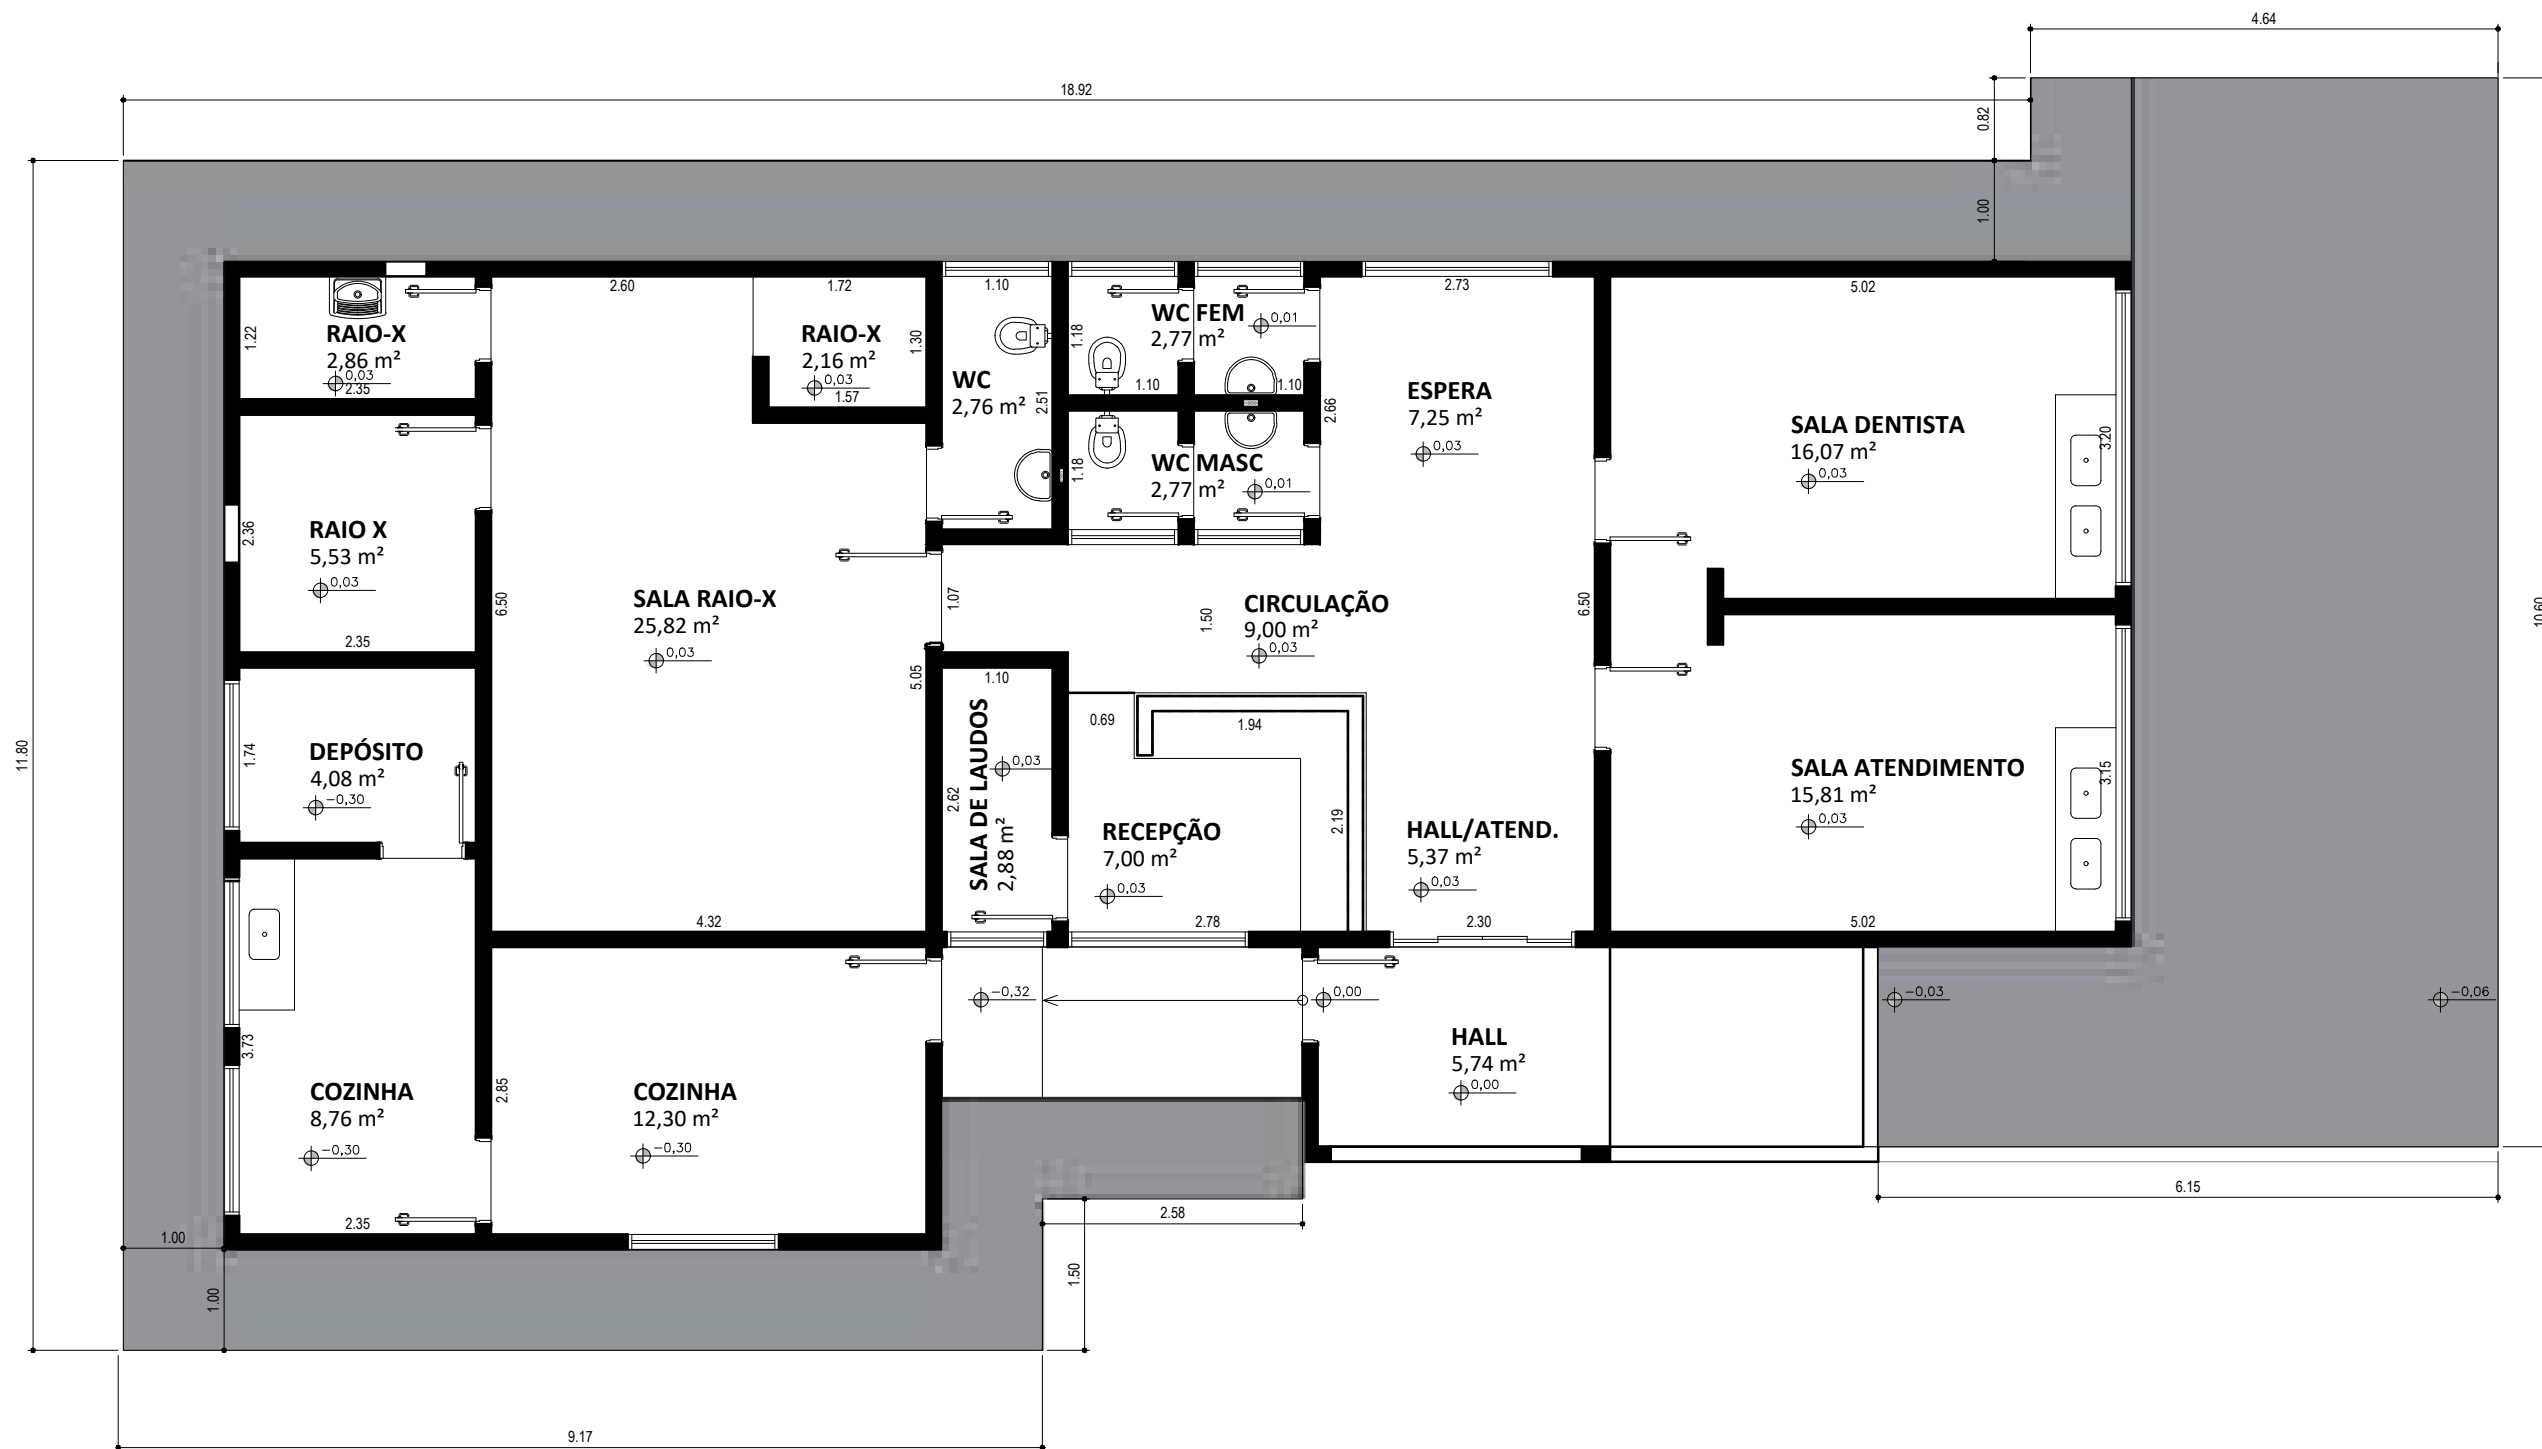 4.64
18.92
0.82
1.00
2.60
1.72
1.10
2.73
5.02
RAIO-X
2,86 m²
0,03
2.35
1.22
RAIO-X
2,16 m²
0,03
1.57
1.30
WC
2,76 m²
2.51
WC FEM
2,77 m²
0,01
1.18
1.10
1.10
WC MASC
2,77 m²
0,01
1.18
2.66
ESPERA
7,25 m²
0,03
SALA DENTISTA
16,07 m²
0,03
3.20
RAIO X
5,53 m²
0,03
2.36
2.35
6.50
SALA RAIO-X
25,82 m²
0,03
1.07
5.05
1.50
CIRCULAÇÃO
9,00 m²
0,03
6.50
10.60
11.80
DEPÓSITO
4,08 m²
-0,30
1.74
1.10
SALA DE LAUDOS
2,88 m²
0,03
2.62
0.69
1.94
2.19
RECEPÇÃO
7,00 m²
0,03
2.78
HALL/ATEND.
5,37 m²
0,03
2.30
SALA ATENDIMENTO
15,81 m²
0,03
3.15
5.02
4.32
-0,32
0,00
-0,03
-0,06
HALL
5,74 m²
0,00
3.73
COZINHA
8,76 m²
-0,30
2.35
2.85
COZINHA
12,30 m²
-0,30
6.15
2.58
1.00
1.00
1.50
9.17